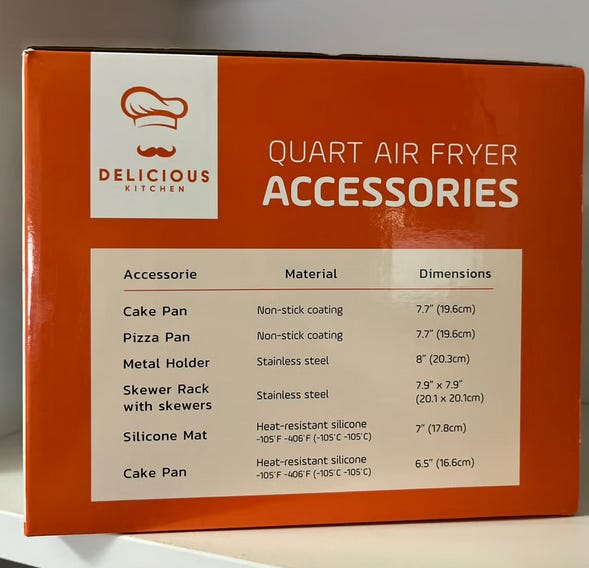 DELICIOUS
KITCHEN
QUART AIR FRYER
ACCESSORIES
Accessorie Material Dimensions
Cake Pan Non-stick coating 7.7" (19.6cm)
Pizza Pan Non-stick coating 7.7" (19.6cm)
Metal Holder Stainless steel 8" (20.3cm)
Skewer Rack
with skewers Stainless steel 7.9" x 7.9"
(20.1 x 20.1cm)
Silicone Mat Heat-resistant silicone
-105°F -406°F (-105°C -105°C) 7" (17.8cm)
Cake Pan Heat-resistant silicone
-105°F -406°F (-105°C -105°C) 6.5" (16.6cm)